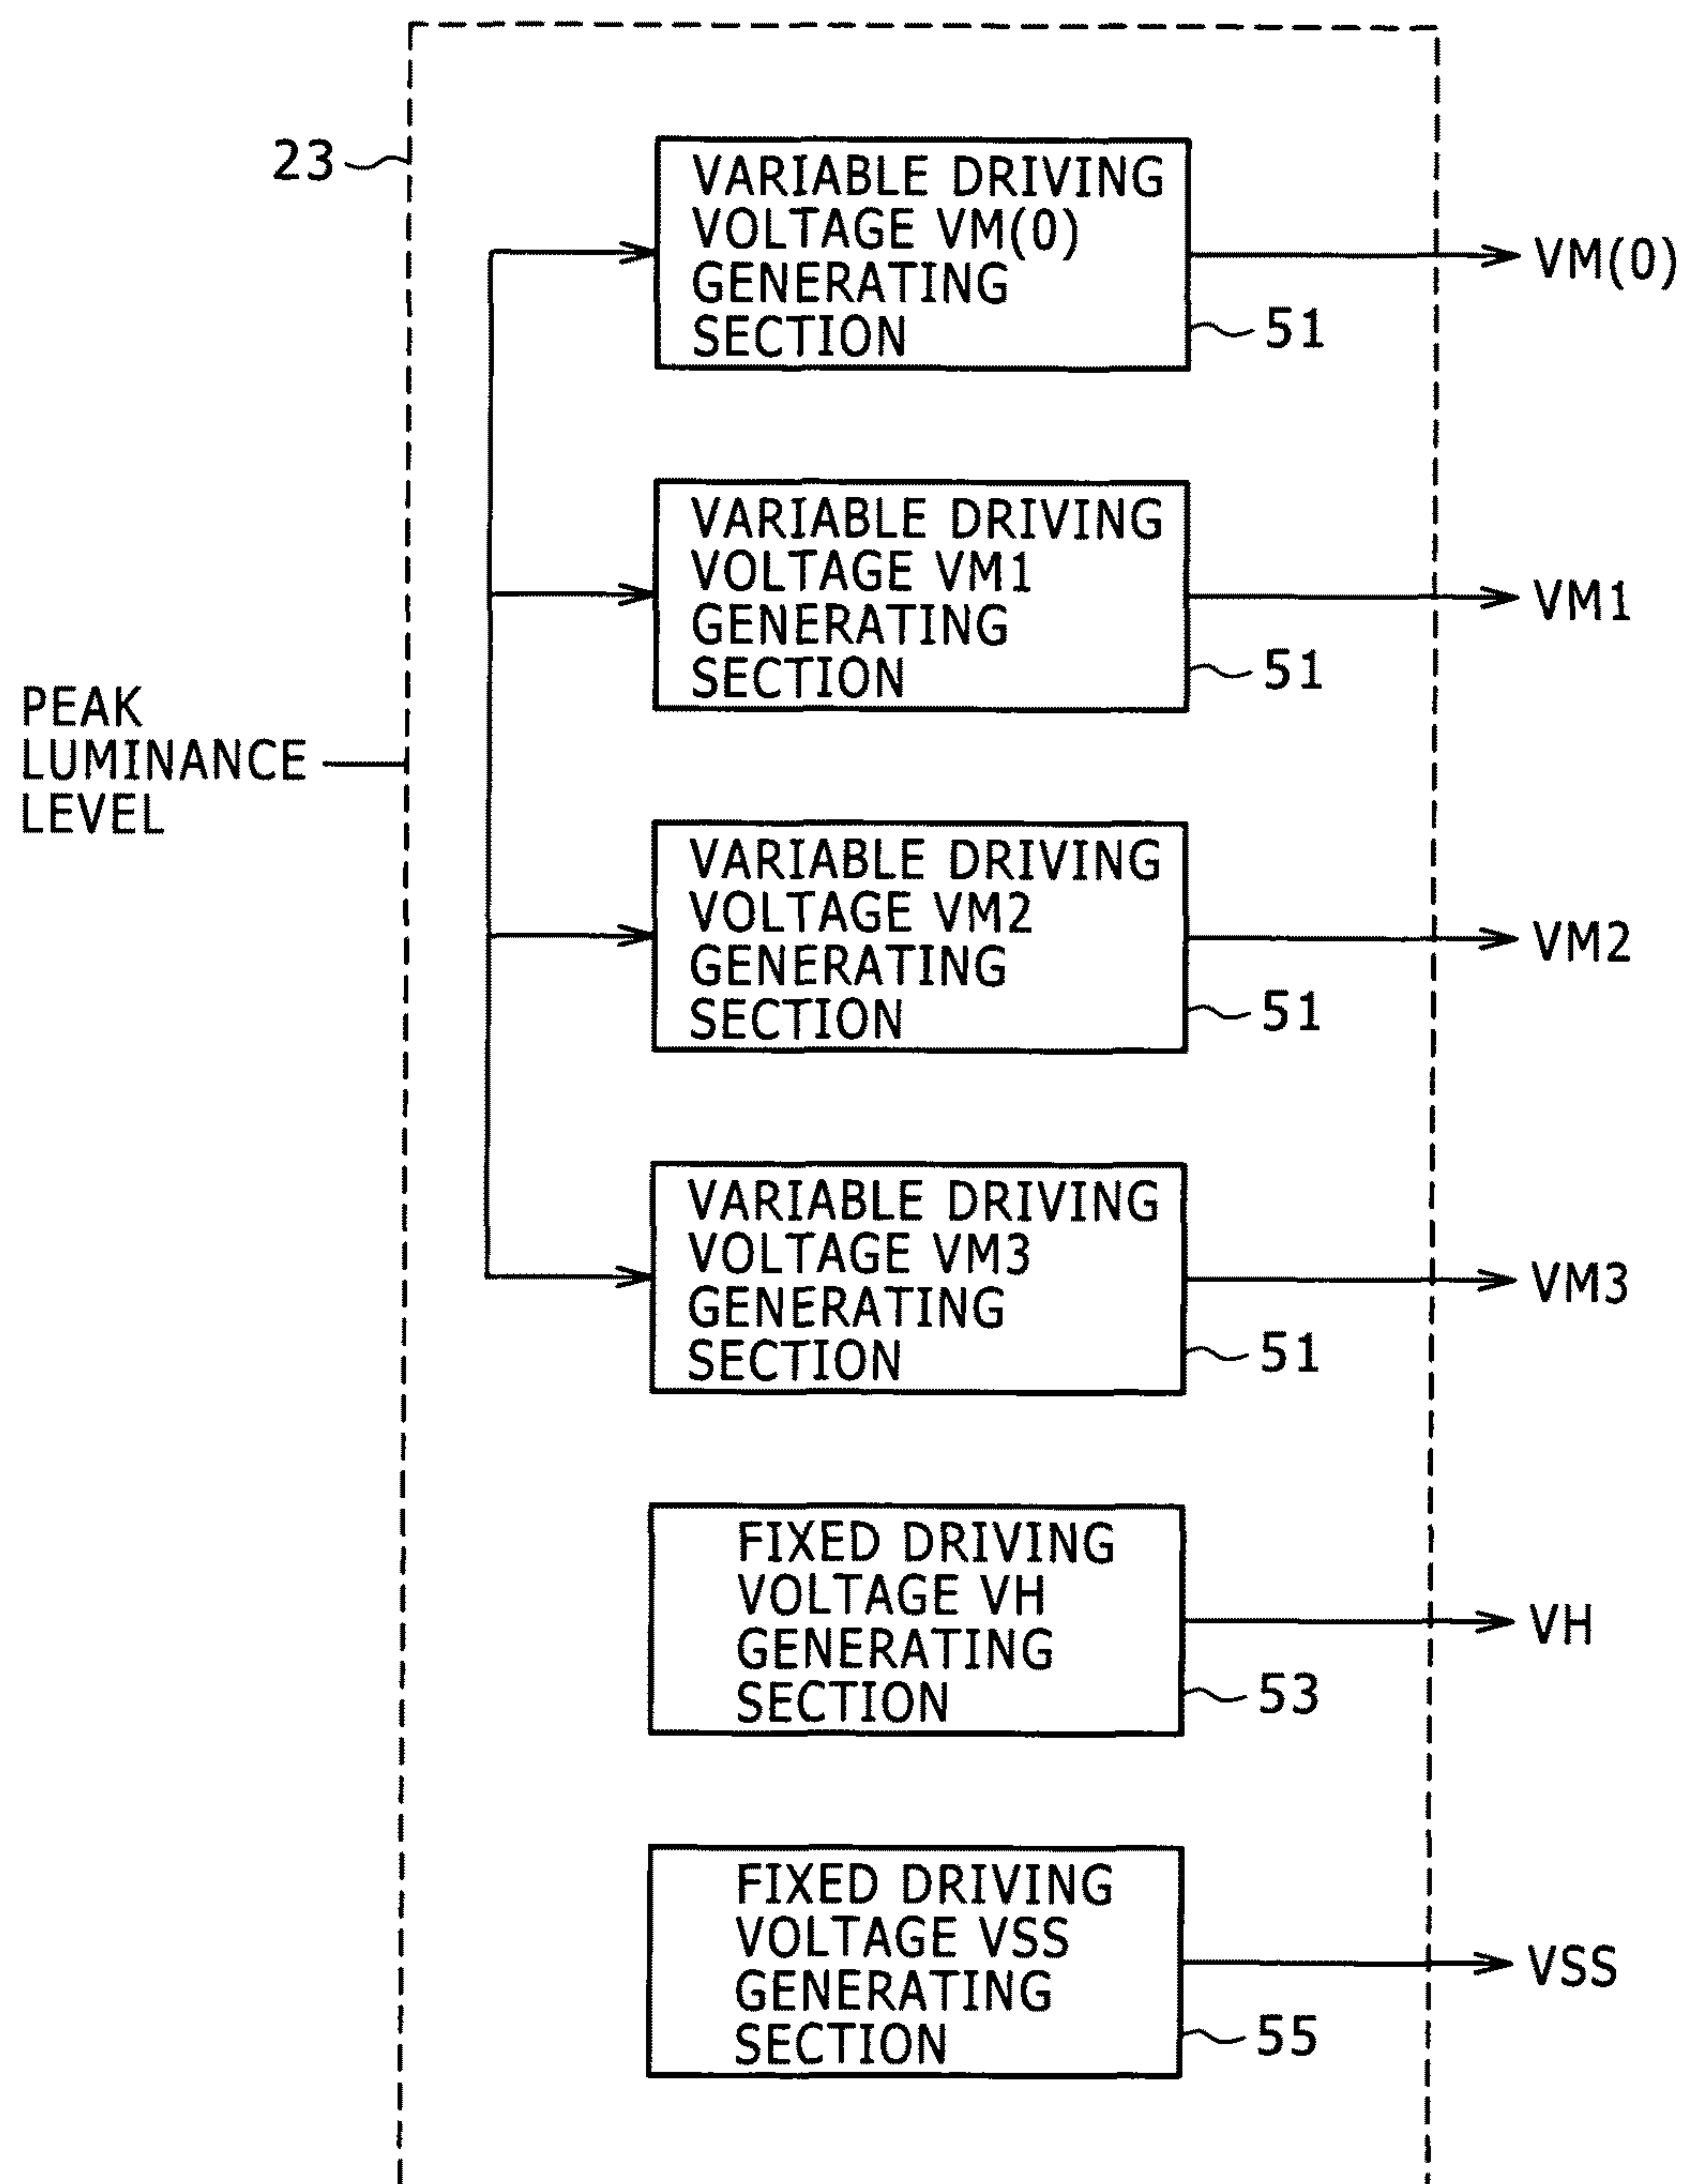 23
VARIABLE DRIVING
VOLTAGE VM(0)
GENERATING
SECTION
51
VM(0)
VARIABLE DRIVING
VOLTAGE VM1
GENERATING
SECTION
51
VM1
PEAK
LUMINANCE
LEVEL
VARIABLE DRIVING
VOLTAGE VM2
GENERATING
SECTION
51
VM2
VARIABLE DRIVING
VOLTAGE VM3
GENERATING
SECTION
51
VM3
FIXED DRIVING
VOLTAGE VH
GENERATING
SECTION
53
VH
FIXED DRIVING
VOLTAGE VSS
GENERATING
SECTION
55
VSS